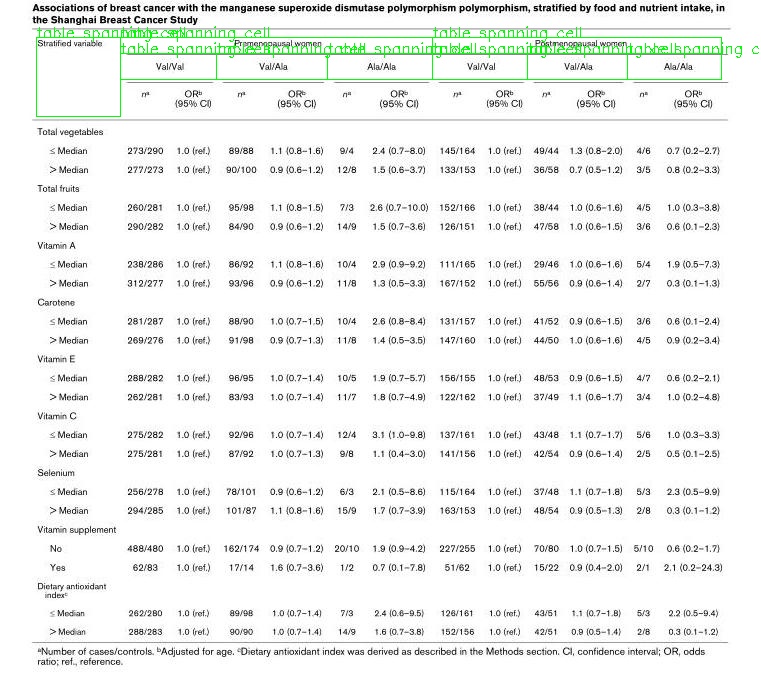 Associations of breast cancer with the manganese superoxide dismutase polymorphism polymorphism, stratified by food and nutrient intake, in
the Shanghai Breast Cancer Study
Stratified variable Premenopausal women Postmenopausal women
Val/Val Val/Ala Ala/Ala Val/Val Val/Ala Ala/Ala
nᵃ ORᵇ (95% CI) nᵃ ORᵇ (95% CI) nᵃ ORᵇ (95% CI) nᵃ ORᵇ (95% CI) nᵃ ORᵇ (95% CI) nᵃ ORᵇ (95% CI)
Total vegetables
≤ Median 273/290 1.0 (ref.) 89/88 1.1 (0.8–1.6) 9/4 2.4 (0.7–8.0) 145/164 1.0 (ref.) 49/44 1.3 (0.8–2.0) 4/6 0.7 (0.2–2.7)
> Median 277/273 1.0 (ref.) 90/100 0.9 (0.6–1.2) 12/8 1.5 (0.6–3.7) 133/153 1.0 (ref.) 36/58 0.7 (0.5–1.2) 3/5 0.8 (0.2–3.3)
Total fruits
≤ Median 260/281 1.0 (ref.) 95/98 1.1 (0.8–1.5) 7/3 2.6 (0.7–10.0) 152/166 1.0 (ref.) 38/44 1.0 (0.6–1.6) 4/5 1.0 (0.3–3.8)
> Median 290/282 1.0 (ref.) 84/90 0.9 (0.6–1.2) 14/9 1.5 (0.7–3.6) 126/151 1.0 (ref.) 47/58 1.0 (0.6–1.5) 3/6 0.6 (0.1–2.3)
Vitamin A
≤ Median 238/286 1.0 (ref.) 86/92 1.1 (0.8–1.6) 10/4 2.9 (0.9–9.2) 111/165 1.0 (ref.) 29/46 1.0 (0.6–1.6) 5/4 1.9 (0.5–7.3)
> Median 312/277 1.0 (ref.) 93/96 0.9 (0.6–1.2) 11/8 1.3 (0.5–3.3) 167/152 1.0 (ref.) 55/56 0.9 (0.6–1.4) 2/7 0.3 (0.1–1.3)
Carotene
≤ Median 281/287 1.0 (ref.) 88/90 1.0 (0.7–1.5) 10/4 2.6 (0.8–8.4) 131/157 1.0 (ref.) 41/52 0.9 (0.6–1.5) 3/6 0.6 (0.1–2.4)
> Median 269/276 1.0 (ref.) 91/98 0.9 (0.7–1.3) 11/8 1.4 (0.5–3.5) 147/160 1.0 (ref.) 44/50 1.0 (0.6–1.6) 4/5 0.9 (0.2–3.4)
Vitamin E
≤ Median 288/282 1.0 (ref.) 96/95 1.0 (0.7–1.4) 10/5 1.9 (0.7–5.7) 156/155 1.0 (ref.) 48/53 0.9 (0.6–1.5) 4/7 0.6 (0.2–2.1)
> Median 262/281 1.0 (ref.) 83/93 1.0 (0.7–1.4) 11/7 1.8 (0.7–4.9) 122/162 1.0 (ref.) 37/49 1.1 (0.6–1.7) 3/4 1.0 (0.2–4.8)
Vitamin C
≤ Median 275/282 1.0 (ref.) 92/96 1.0 (0.7–1.4) 12/4 3.1 (1.0–9.8) 137/161 1.0 (ref.) 43/48 1.1 (0.7–1.7) 5/6 1.0 (0.3–3.3)
> Median 275/281 1.0 (ref.) 87/92 1.0 (0.7–1.3) 9/8 1.1 (0.4–3.0) 141/156 1.0 (ref.) 42/54 0.9 (0.6–1.4) 2/5 0.5 (0.1–2.5)
Selenium
≤ Median 256/278 1.0 (ref.) 78/101 0.9 (0.6–1.2) 6/3 2.1 (0.5–8.6) 115/164 1.0 (ref.) 37/48 1.1 (0.7–1.8) 5/3 2.3 (0.5–9.9)
> Median 294/285 1.0 (ref.) 101/87 1.1 (0.8–1.6) 15/9 1.7 (0.7–3.9) 163/153 1.0 (ref.) 48/54 0.9 (0.5–1.3) 2/8 0.3 (0.1–1.2)
Vitamin supplement
No 488/480 1.0 (ref.) 162/174 0.9 (0.7–1.2) 20/10 1.9 (0.9–4.2) 227/255 1.0 (ref.) 70/80 1.0 (0.7–1.5) 5/10 0.6 (0.2–1.7)
Yes 62/83 1.0 (ref.) 17/14 1.6 (0.7–3.6) 1/2 0.7 (0.1–7.8) 51/62 1.0 (ref.) 15/22 0.9 (0.4–2.0) 2/1 2.1 (0.2–24.3)
Dietary antioxidant
indexᶜ
≤ Median 262/280 1.0 (ref.) 89/98 1.0 (0.7–1.4) 7/3 2.4 (0.6–9.5) 126/161 1.0 (ref.) 43/51 1.1 (0.7–1.8) 5/3 2.2 (0.5–9.4)
> Median 288/283 1.0 (ref.) 90/90 1.0 (0.7–1.4) 14/9 1.6 (0.7–3.8) 152/156 1.0 (ref.) 42/51 0.9 (0.5–1.4) 2/8 0.3 (0.1–1.2)
ᵃNumber of cases/controls. ᵇAdjusted for age. ᶜDietary antioxidant index was derived as described in the Methods section. CI, confidence interval; OR, odds
ratio; ref., reference.